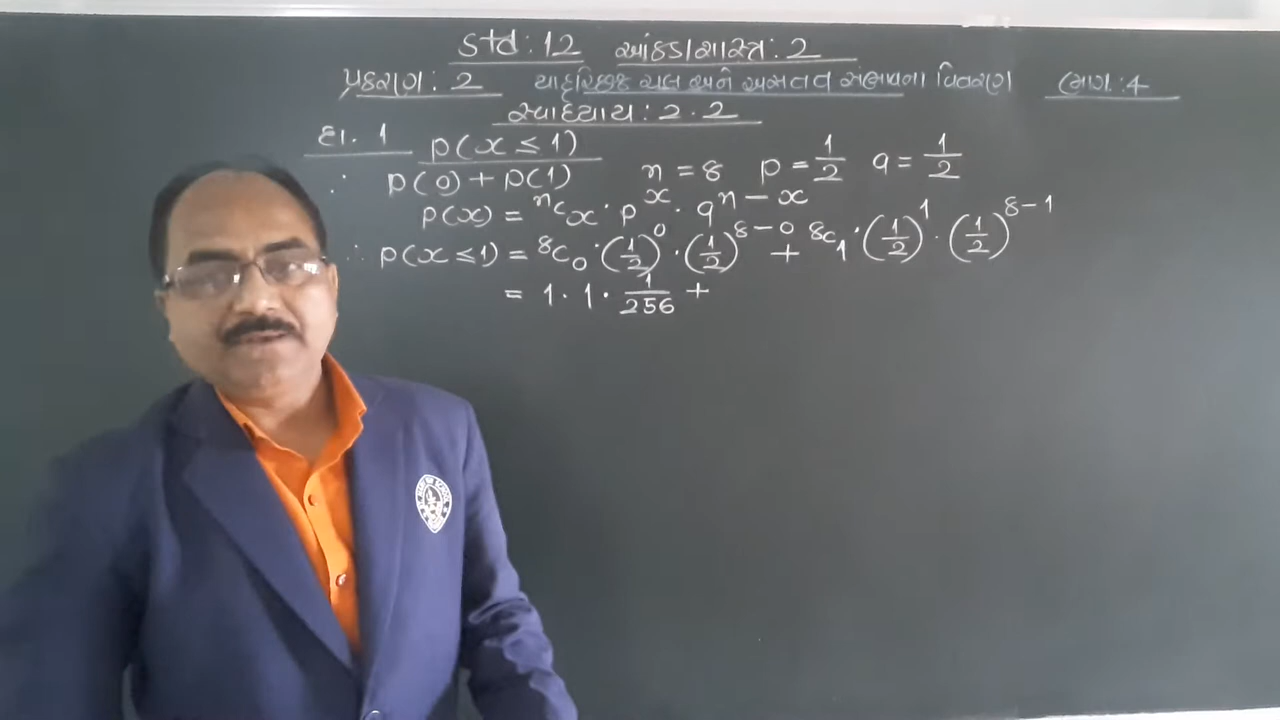 Std: 12 આંકડાશાસ્ત્ર: 2
પ્રકરણ: 2 યાદૃચ્છિક ચલ અને અસતત સંભાવના વિતરણ ભાગ: 4
સ્વાધ્યાય: 2.2
દા. 1 p(x ≤ 1)
∴ p(0) + p(1) n = 8 p = 1/2 q = 1/2
p(x) = ⁿCₓ · pˣ · qⁿ⁻ˣ
∴ p(x ≤ 1) = ⁸C₀ · (1/2)⁰ · (1/2)⁸⁻⁰ + ⁸C₁ · (1/2)¹ · (1/2)⁸⁻¹
= 1 · 1 · 1/256 +